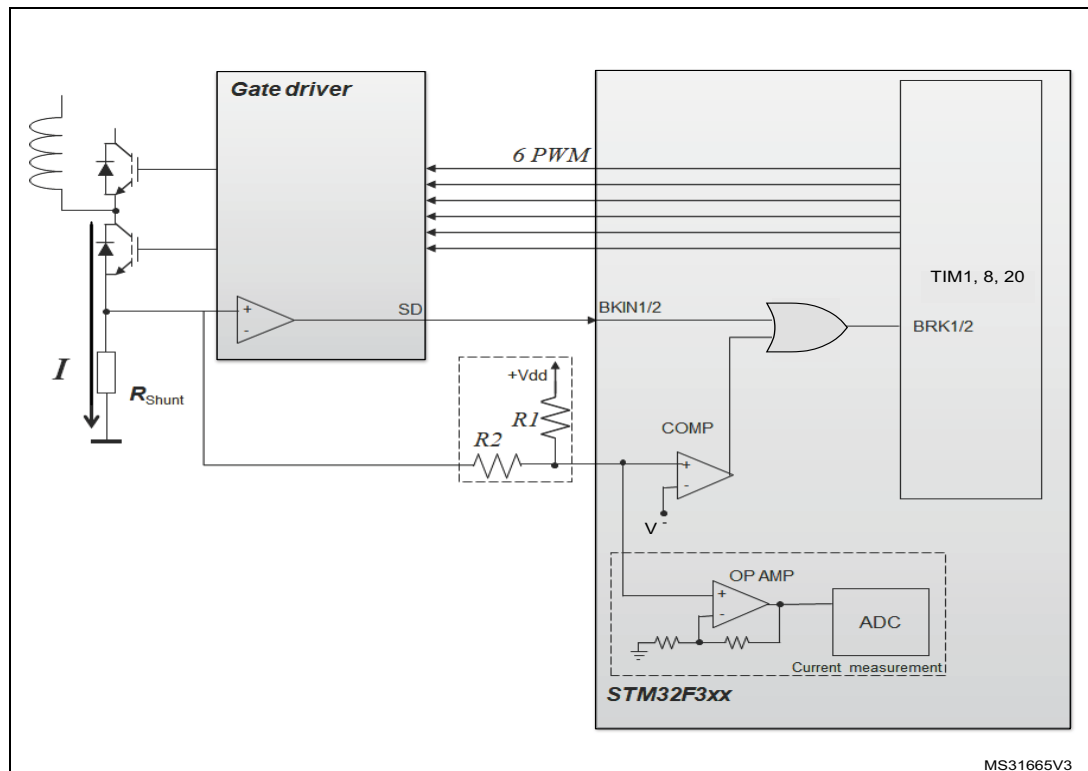 Gate driver
6 PWM
TIM1, 8, 20
+
-
SD
BKIN1/2
BRK1/2
I
RShunt
+Vdd
R1
R2
COMP
+
-
V-
OP AMP
+
-
ADC
Current measurement
STM32F3xx
MS31665V3